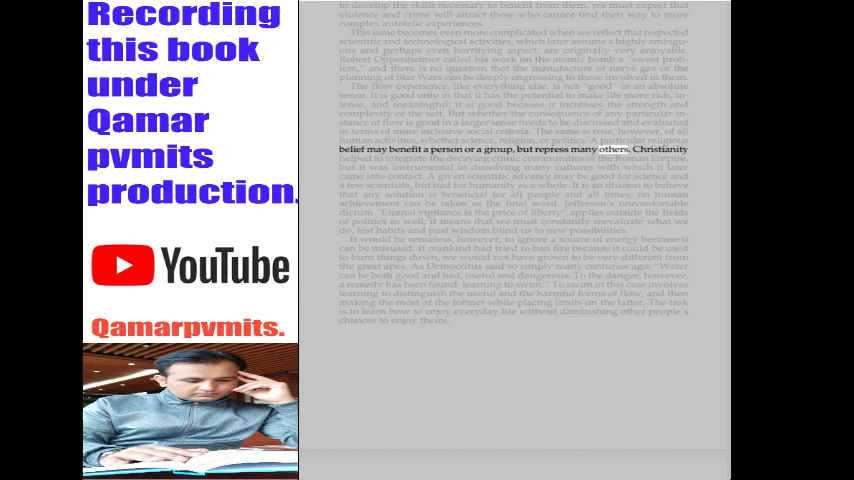 Recording
this book
under
Qamar
pvmits
production.
YouTube
Qamarpvmits.
to develop the skills necessary to benefit from them, we must expect that
violence and crime will attract those who cannot find their way to more
complex autotelic experiences.
This issue becomes even more complicated when we reflect that respected
scientific and technological activities, which later assume a highly ambigu-
ous and perhaps even horrifying aspect, are originally very enjoyable.
Robert Oppenheimer called his work on the atomic bomb a "sweet prob-
lem," and there is no question that the manufacture of nerve gas or the
planning of Star Wars can be deeply engrossing to those involved in them.
The flow experience, like everything else, is not "good" in an absolute
sense. It is good only in that it has the potential to make life more rich, in-
tense, and meaningful; it is good because it increases the strength and
complexity of the self. But whether the consequence of any particular in-
stance of flow is good in a larger sense needs to be discussed and evaluated
in terms of more inclusive social criteria. The same is true, however, of all
human activities, whether science, religion, or politics. A particular religious
belief may benefit a person or a group, but repress many others. Christianity
helped to integrate the decaying ethnic communities of the Roman Empire,
but it was instrumental in dissolving many cultures with which it later
came into contact. A given scientific advance may be good for science and
a few scientists, but bad for humanity as a whole. It is an illusion to believe
that any solution is beneficial for all people and all times; no human
achievement can be taken as the final word. Jefferson's uncomfortable
dictum "Eternal vigilance is the price of liberty" applies outside the fields
of politics as well; it means that we must constantly reevaluate what we
do, lest habits and past wisdom blind us to new possibilities.
It would be senseless, however, to ignore a source of energy because it
can be misused. If mankind had tried to ban fire because it could be used
to burn things down, we would not have grown to be very different from
the great apes. As Democritus said so simply many centuries ago: "Water
can be both good and bad, useful and dangerous. To the danger, however,
a remedy has been found: learning to swim." To swim in this case involves
learning to distinguish the useful and the harmful forms of flow, and then
making the most of the former while placing limits on the latter. The task
is to learn how to enjoy everyday life without diminishing other people's
chances to enjoy theirs.